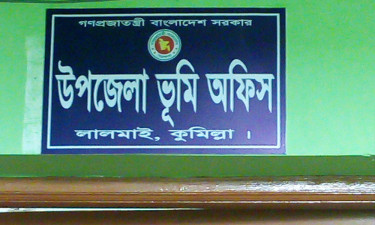 গণপ্রজাতন্ত্রী বাংলাদেশ সরকার
উপজেলা ভূমি অফিস
লালমাই, কুমিল্লা ।